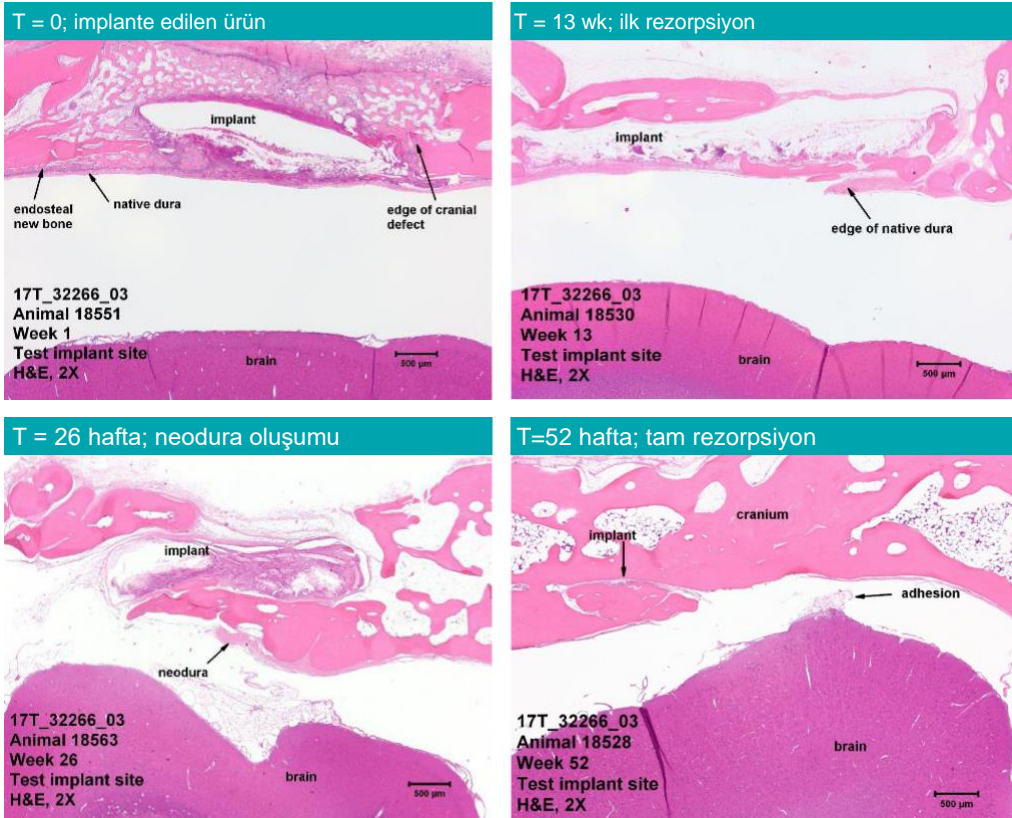 T = 0; implante edilen ürün
implant
endosteal
new bone
native dura
edge of cranial
defect
17T_32266_03
Animal 18551
Week 1
Test implant site
H&E, 2X
brain
500 µm
T = 13 wk; ilk rezorpsiyon
implant
edge of native dura
17T_32266_03
Animal 18530
Week 13
Test implant site
H&E, 2X
brain
500 µm
T = 26 hafta; neodura oluşumu
implant
neodura
17T_32266_03
Animal 18563
Week 26
Test implant site
H&E, 2X
brain
500 µm
T=52 hafta; tam rezorpsiyon
cranium
implant
adhesion
17T_32266_03
Animal 18528
Week 52
Test implant site
H&E, 2X
brain
500 µm